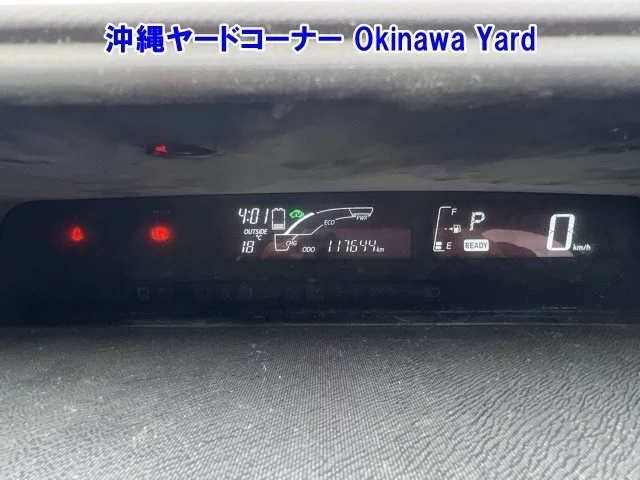 沖縄ヤードコーナー Okinawa Yard
4:01
OUTSIDE
°C
18
ECO
PWR
CHG
ODO 117644 km
F
E
P
READY
0 km/h